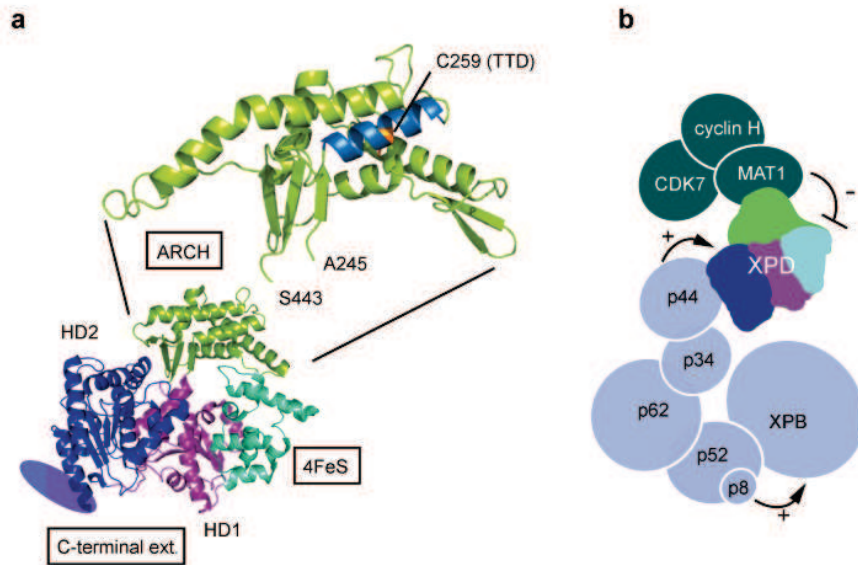 a
C259 (TTD)
ARCH
A245
S443
HD2
4FeS
HD1
C-terminal ext.
b
cyclin H
CDK7
MAT1
-
+
XPD
p44
p34
p62
XPB
p52
p8
+